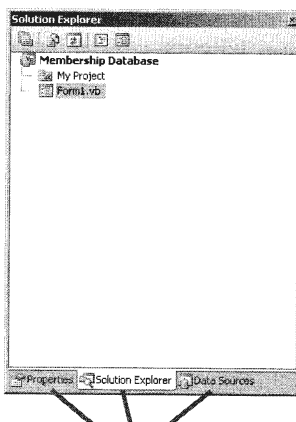 Solution Explorer
Membership Database
My Project
Form1.vb
Properties Solution Explorer Data Sources